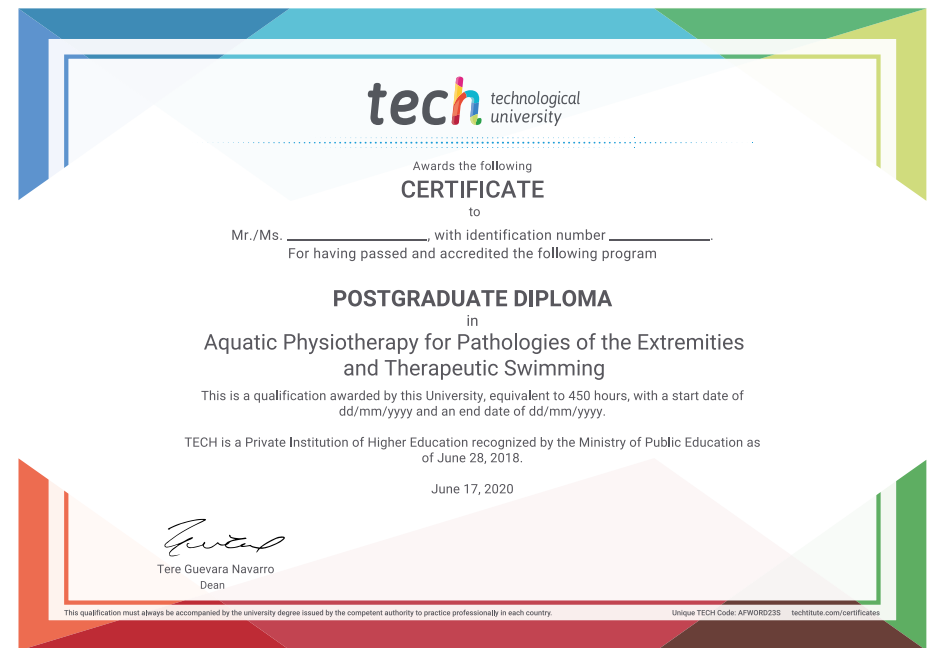 tech technological
university
Awards the following
CERTIFICATE
to
Mr./Ms. ____________________, with identification number ______________.
For having passed and accredited the following program
POSTGRADUATE DIPLOMA
in
Aquatic Physiotherapy for Pathologies of the Extremities
and Therapeutic Swimming
This is a qualification awarded by this University, equivalent to 450 hours, with a start date of
dd/mm/yyyy and an end date of dd/mm/yyyy.
TECH is a Private Institution of Higher Education recognized by the Ministry of Public Education as
of June 28, 2018.
June 17, 2020
Tere Guevara Navarro
Dean
This qualification must always be accompanied by the university degree issued by the competent authority to practice professionally in each country.
Unique TECH Code: AFWORD23S techtitute.com/certificates